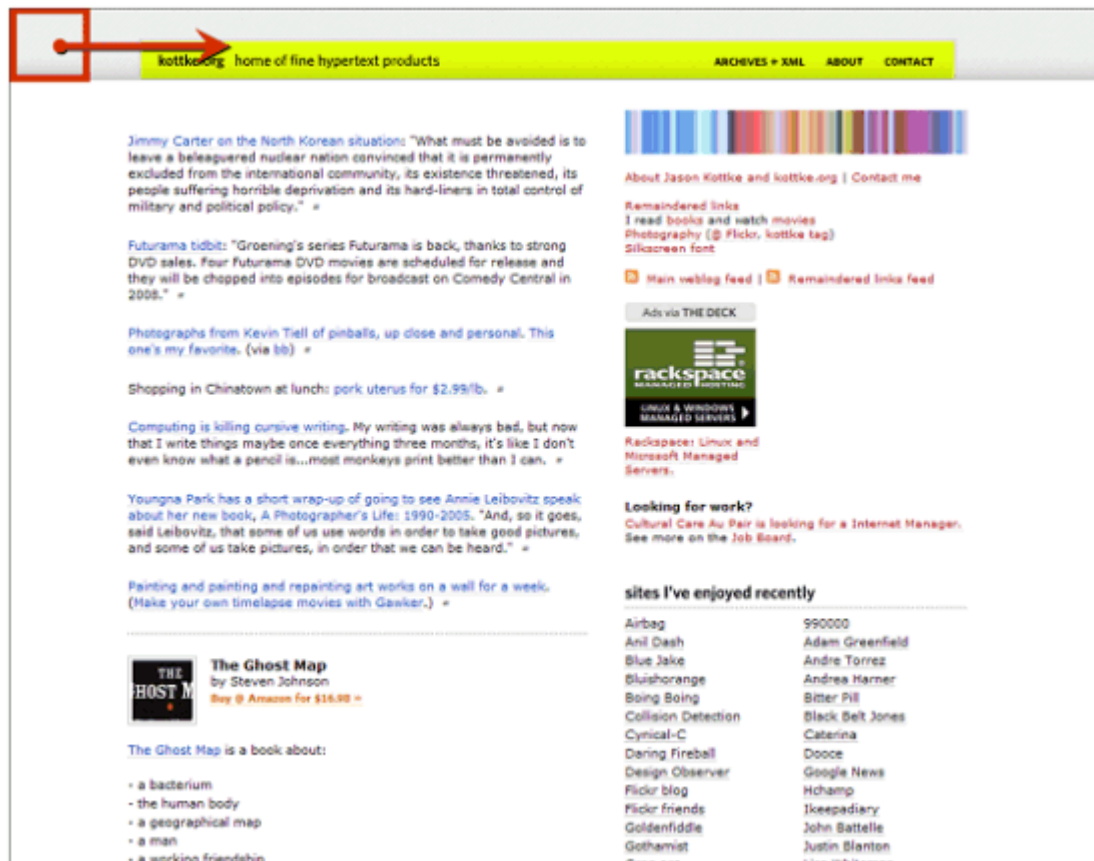 kottke.org home of fine hypertext products
ARCHIVES + XML ABOUT CONTACT
Jimmy Carter on the North Korean situation: "What must be avoided is to
leave a beleaguered nuclear nation convinced that it is permanently
excluded from the international community, its existence threatened, its
people suffering horrible deprivation and its hard-liners in total control of
military and political policy." #
Futurama tidbit: "Groening's series Futurama is back, thanks to strong
DVD sales. Four Futurama DVD movies are scheduled for release and
they will be chopped into episodes for broadcast on Comedy Central in
2008." #
Photographs from Kevin Tiell of pinballs, up close and personal. This
one's my favorite. (via bb) #
Shopping in Chinatown at lunch: pork uterus for $2.99/lb. #
Computing is killing cursive writing. My writing was always bad, but now
that I write things maybe once everything three months, it's like I don't
even know what a pencil is...most monkeys print better than I can. #
Youngna Park has a short wrap-up of going to see Annie Leibovitz speak
about her new book, A Photographer's Life: 1990-2005. "And, so it goes,
said Leibovitz, that some of us use words in order to take good pictures,
and some of us take pictures, in order that we can be heard." #
Painting and painting and repainting art works on a wall for a week.
(Make your own timelapse movies with Gawker.) #
THE
GHOST M
The Ghost Map
by Steven Johnson
Buy @ Amazon for $16.98 »
The Ghost Map is a book about:
- a bacterium
- the human body
- a geographical map
- a man
- a working friendship
About Jason Kottke and kottke.org | Contact me
Remaindered links
I read books and watch movies
Photography (@ Flickr, kottke tag)
Silkscreen font
Main weblog feed | Remaindered links feed
Ads via THE DECK
rackspace
MANAGED HOSTING
LINUX & WINDOWS
MANAGED SERVERS
Rackspace: Linux and
Microsoft Managed
Servers.
Looking for work?
Cultural Care Au Pair is looking for a Internet Manager.
See more on the Job Board.
sites I've enjoyed recently
Airbag
Anil Dash
Blue Jake
Bluishorange
Boing Boing
Collision Detection
Cynical-C
Daring Fireball
Design Observer
Flickr blog
Flickr friends
Goldenfiddle
Gothamist
990000
Adam Greenfield
Andre Torrez
Andrea Harner
Bitter Pill
Black Belt Jones
Caterina
Dooce
Google News
Hchamp
Ikeepadiary
John Battelle
Justin Blanton